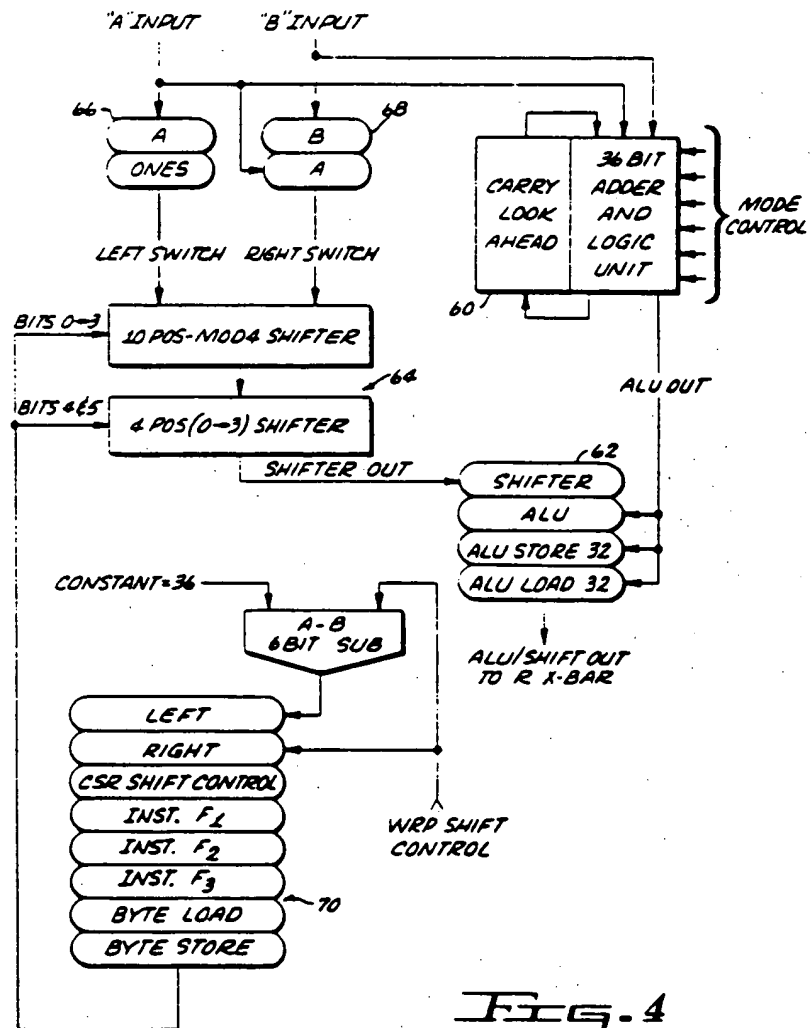 "A" INPUT
"B" INPUT
66
A
ONES
B
A
68
CARRY
LOOK
AHEAD
36 BIT
ADDER
AND
LOGIC
UNIT
MODE
CONTROL
60
LEFT SWITCH
RIGHT SWITCH
BITS 0→3
10 POS-MOD4 SHIFTER
64
BITS 4&5
4 POS (0→3) SHIFTER
ALU OUT
SHIFTER OUT
62
SHIFTER
ALU
ALU STORE 32
ALU LOAD 32
CONSTANT=36
A-B
6 BIT SUB
ALU/SHIFT OUT
TO R X-BAR
LEFT
RIGHT
CSR SHIFT CONTROL
INST. F1
INST. F2
INST. F3
BYTE LOAD
BYTE STORE
70
WRP SHIFT
CONTROL
FIG. 4